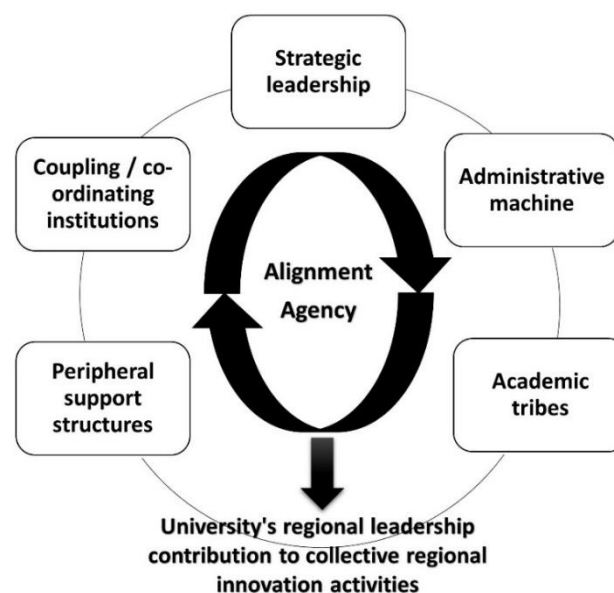 Strategic
leadership
Coupling / co-
ordinating
institutions
Administrative
machine
Alignment
Agency
Peripheral
support
structures
Academic
tribes
University's regional leadership
contribution to collective regional
innovation activities